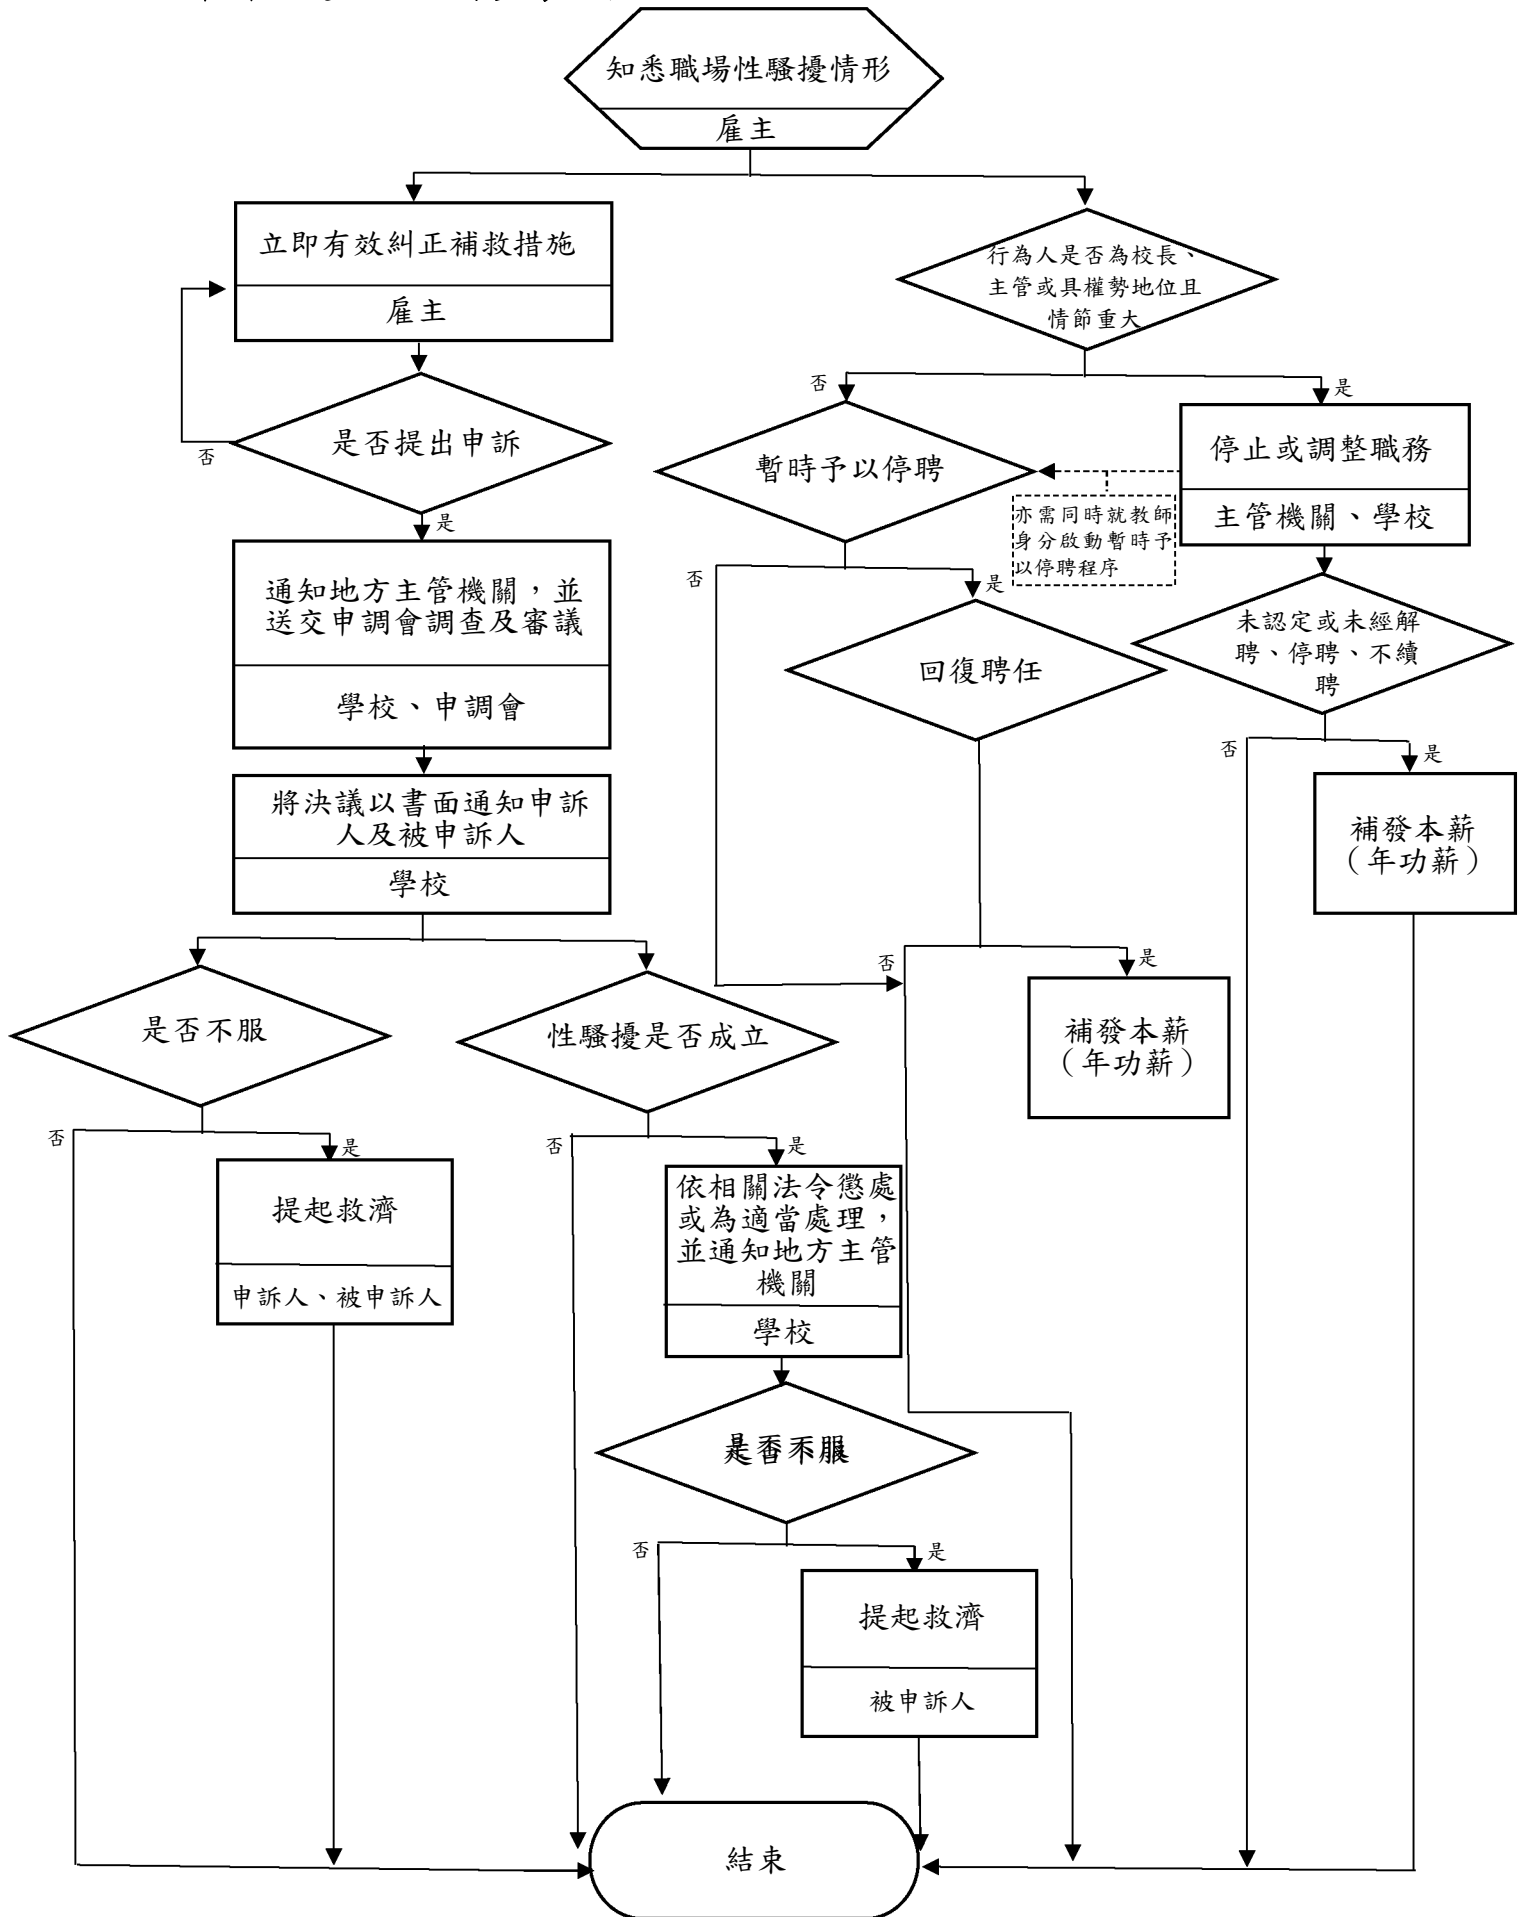 知悉職場性騷擾情形
雇主
立即有效糾正補救措施
雇主
行為人是否為校長、
主管或具權勢地位且
情節重大
否
是
是否提出申訴
否
是
暫時予以停聘
停止或調整職務
主管機關、學校
亦需同時就教師
身分啟動暫時予
以停聘程序
通知地方主管機關，並
送交申調會調查及審議
學校、申調會
否
是
回復聘任
未認定或未經解
聘、停聘、不續
聘
否
是
將決議以書面通知申訴
人及被申訴人
學校
補發本薪
（年功薪）
否
是
補發本薪
（年功薪）
是否不服
性騷擾是否成立
否
是
提起救濟
申訴人、被申訴人
否
是
依相關法令懲處
或為適當處理，
並通知地方主管
機關
學校
是否不服
否
是
提起救濟
被申訴人
結束